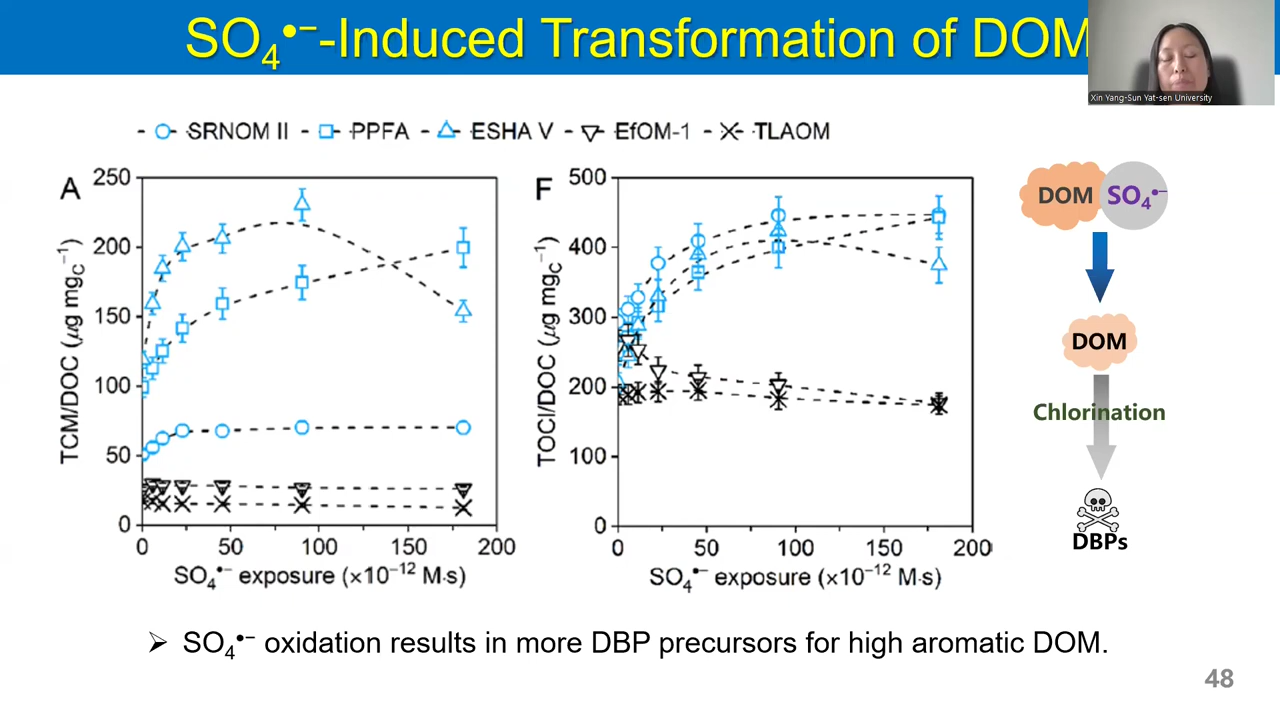 SO₄•⁻-Induced Transformation of DOM
Xin Yang-Sun Yat-sen University
SRNOM II PPFA ESHA V EfOM-1 TLAOM
A
TCM/DOC (μg mg_C⁻¹)
250
200
150
100
50
0
0 50 100 150 200
SO₄•⁻ exposure (×10⁻¹² M·s)
F
TOCl/DOC (μg mg_C⁻¹)
500
400
300
200
100
0
0 50 100 150 200
SO₄•⁻ exposure (×10⁻¹² M·s)
DOM SO₄•⁻
DOM
Chlorination
DBPs
➢ SO₄•⁻ oxidation results in more DBP precursors for high aromatic DOM.
48